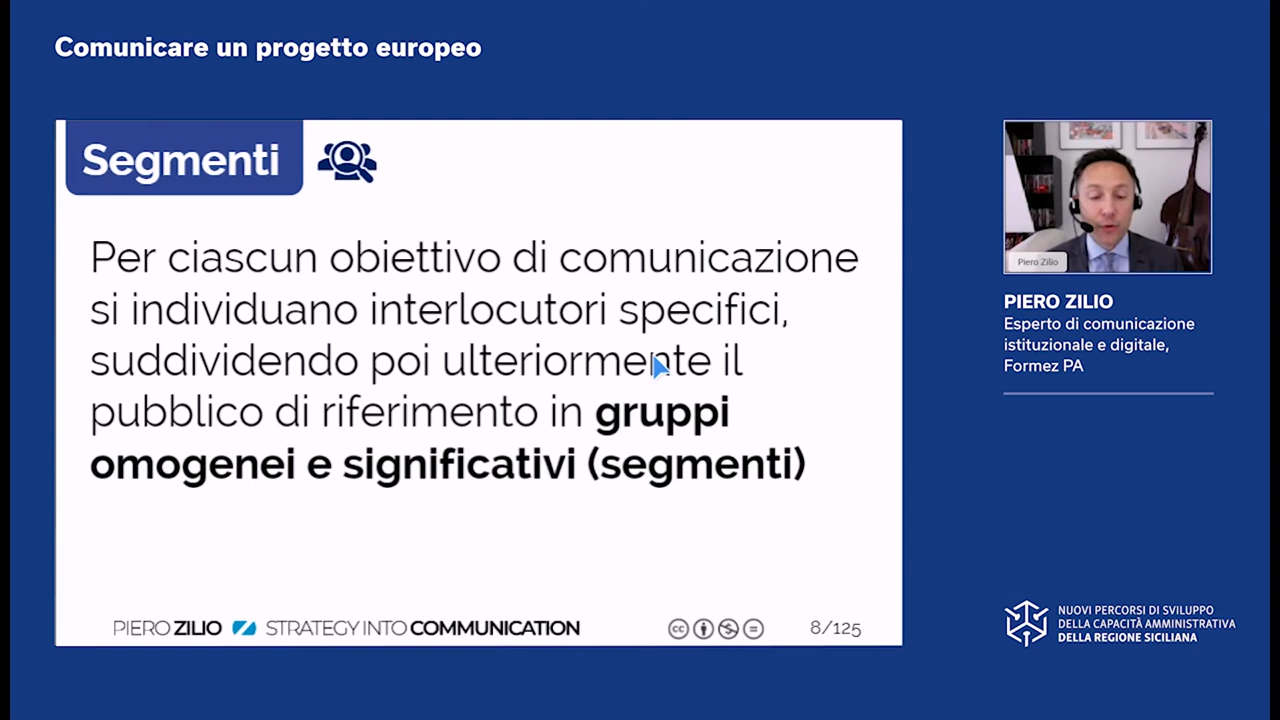 Comunicare un progetto europeo
Segmenti
Per ciascun obiettivo di comunicazione
si individuano interlocutori specifici,
suddividendo poi ulteriormente il
pubblico di riferimento in gruppi
omogenei e significativi (segmenti)
PIERO ZILIO STRATEGY INTO COMMUNICATION
cc
8/125
Piero Zilio
PIERO ZILIO
Esperto di comunicazione
istituzionale e digitale,
Formez PA
NUOVI PERCORSI DI SVILUPPO
DELLA CAPACITÀ AMMINISTRATIVA
DELLA REGIONE SICILIANA